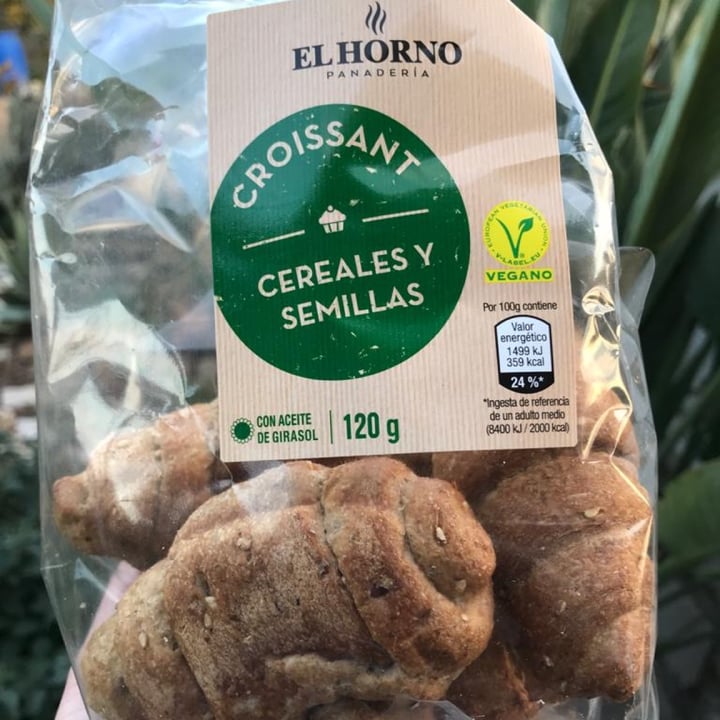 EL HORNO
PANADERÍA
CROISSANT
CEREALES Y
SEMILLAS
EUROPEAN VEGETARIAN UNION
V-LABEL.EU
VEGANO
Por 100g contiene
Valor
energético
1499 kJ
359 kcal
24 %*
*Ingesta de referencia
de un adulto medio
(8400 kJ / 2000 kcal)
CON ACEITE
DE GIRASOL
120 g